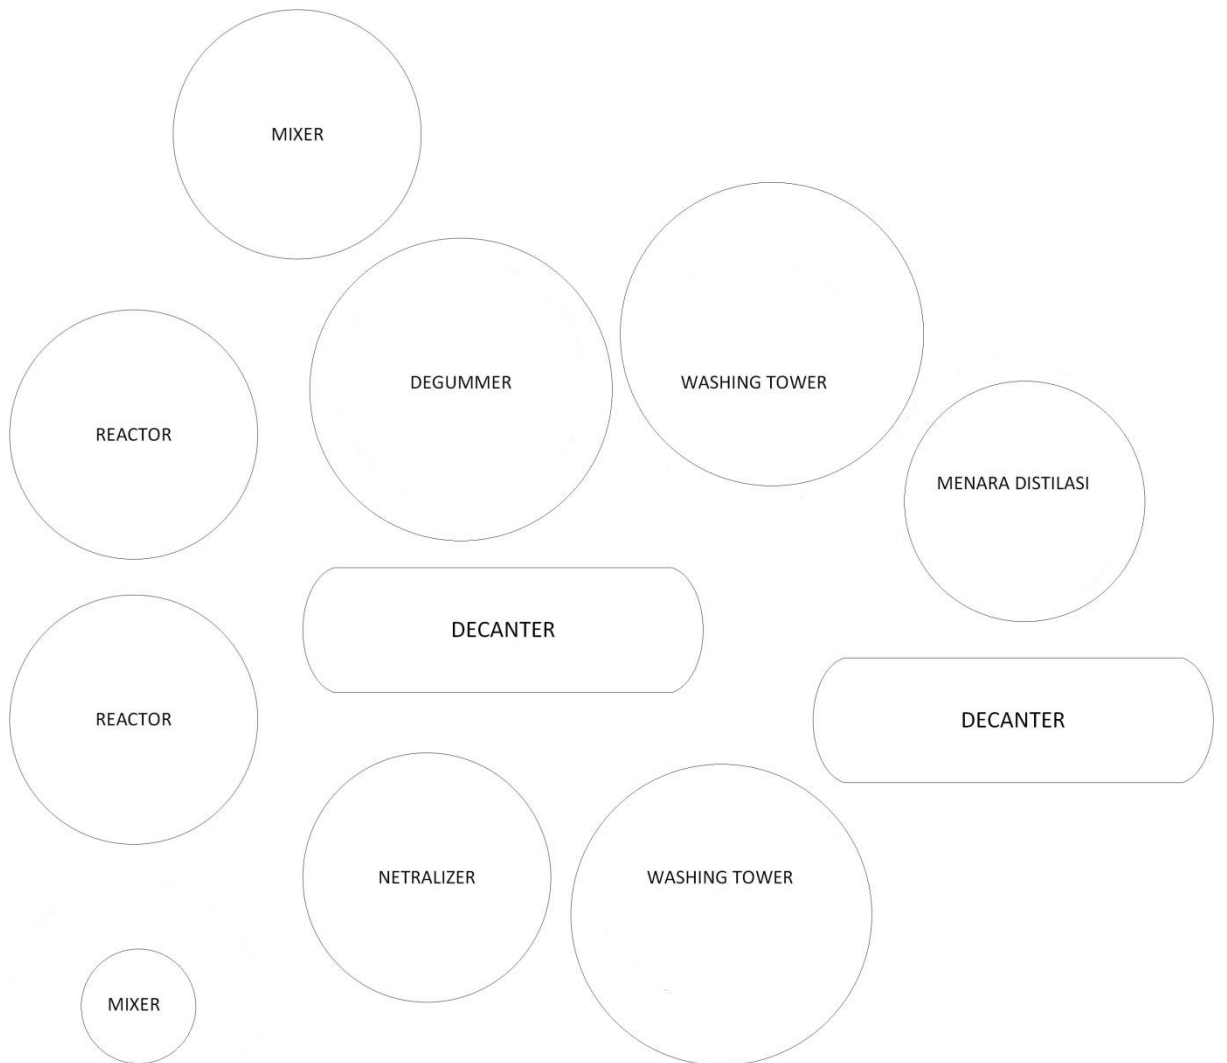 MIXER
DEGUMMER
WASHING TOWER
REACTOR
MENARA DISTILASI
DECANTER
REACTOR
DECANTER
NETRALIZER
WASHING TOWER
MIXER